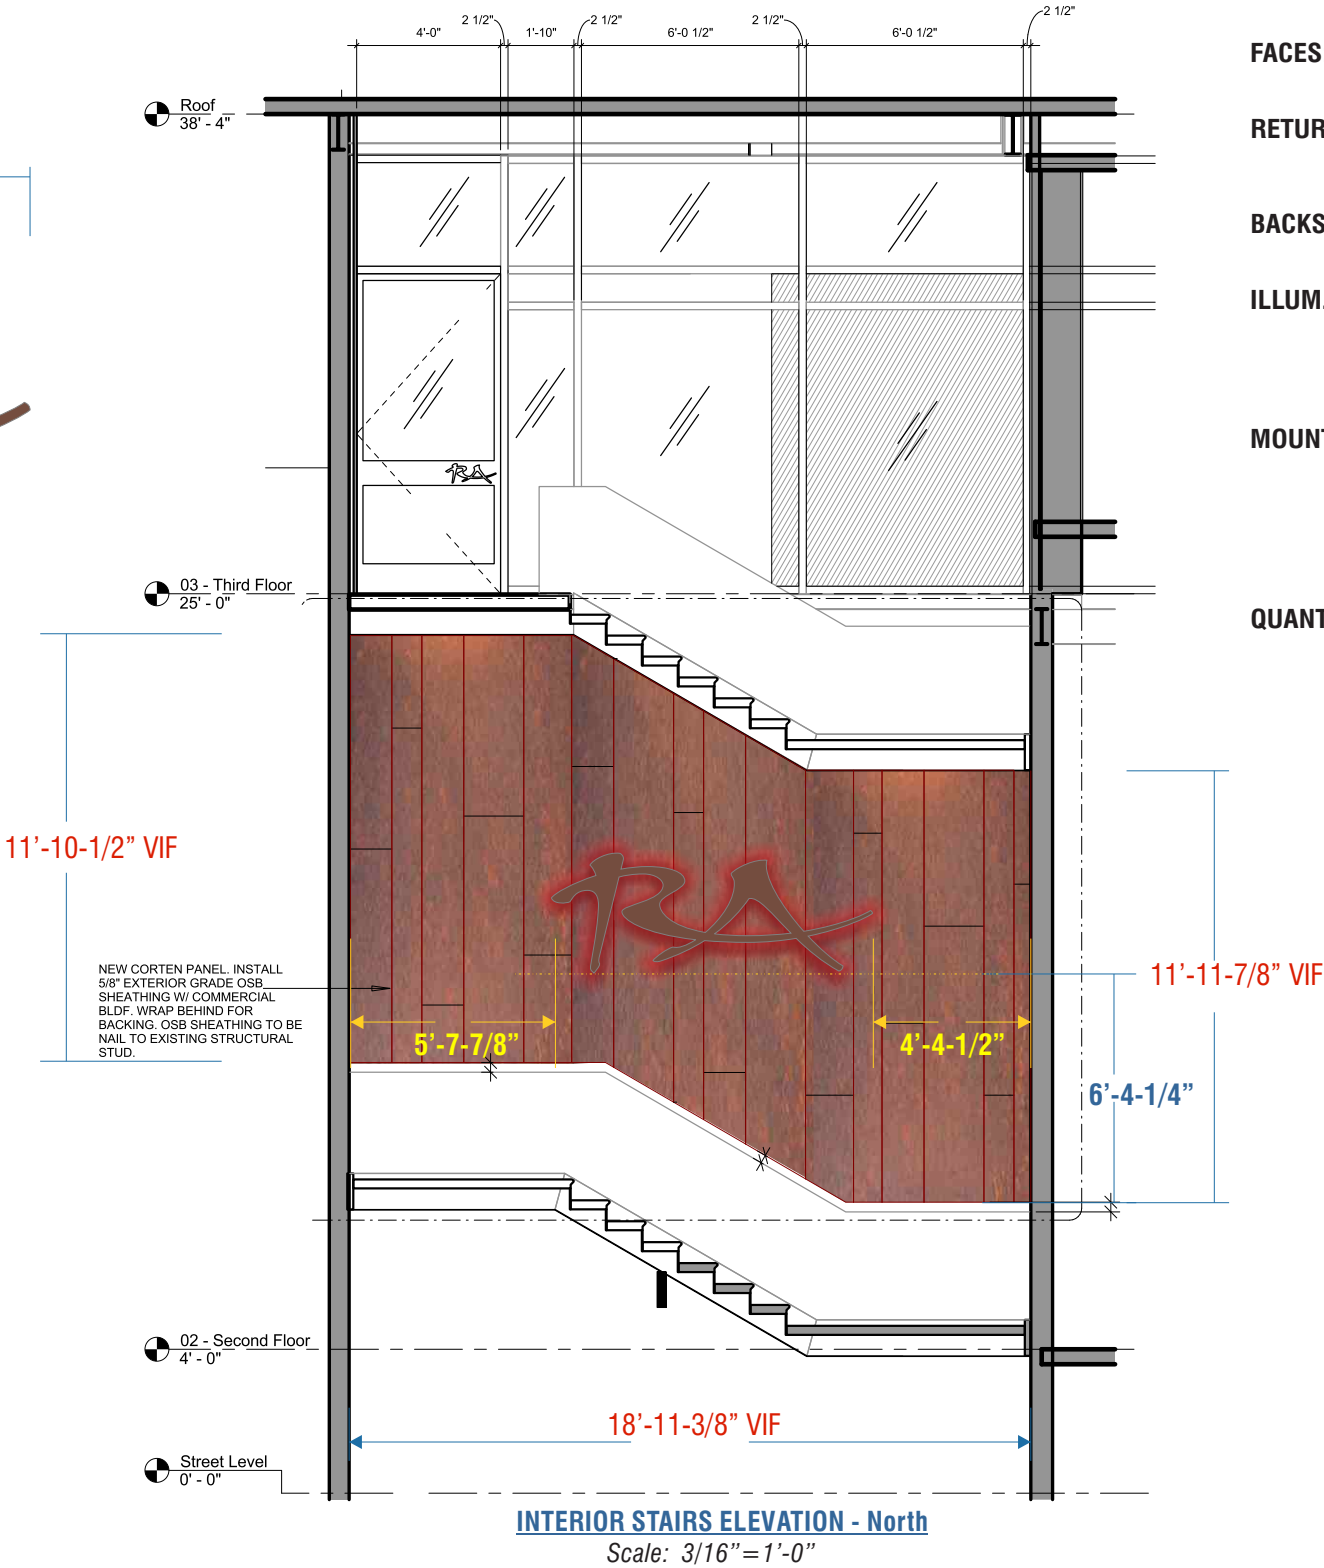 2 1/2" 2 1/2" 2 1/2" 2 1/2"
4'-0" 1'-10" 6'-0 1/2" 6'-0 1/2"
FACES
Roof
38' - 4"
RETUR
BACKS
ILLUM.
MOUNT
RA
03 - Third Floor
25' - 0"
QUANT
11’-10-1/2” VIF
RA
NEW CORTEN PANEL. INSTALL
5/8" EXTERIOR GRADE OSB
SHEATHING W/ COMMERCIAL
BLDF. WRAP BEHIND FOR
BACKING. OSB SHEATHING TO BE
NAIL TO EXISTING STRUCTURAL
STUD.
11’-11-7/8” VIF
5’-7-7/8”
4’-4-1/2”
6’-4-1/4”
02 - Second Floor
4' - 0"
18’-11-3/8” VIF
Street Level
0' - 0"
INTERIOR STAIRS ELEVATION - North
Scale: 3/16”=1’-0”